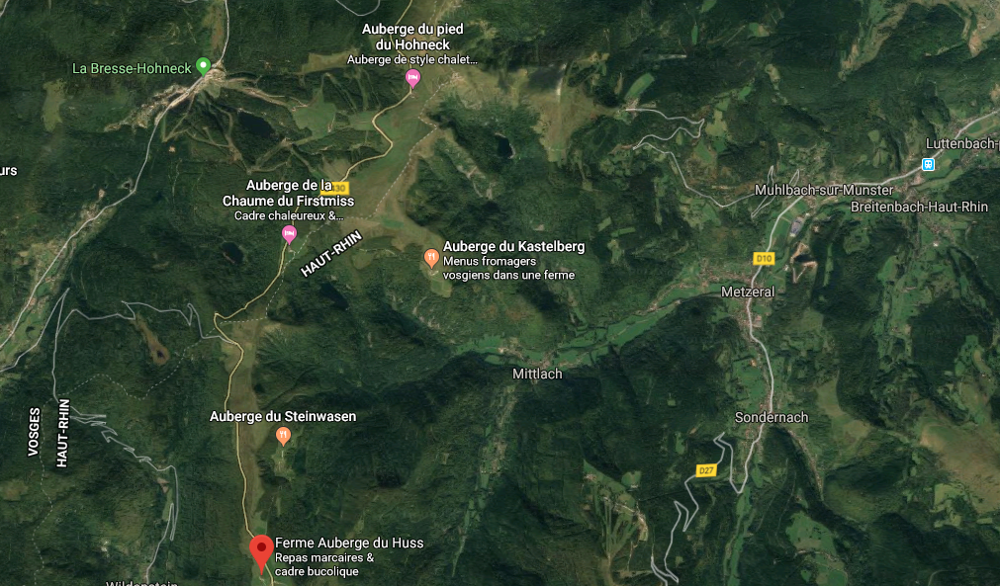 Auberge du pied
du Hohneck
Auberge de style chalet...
La Bresse-Hohneck
Luttenbach-
urs
Auberge de la
Chaume du Firstmiss
Cadre chaleureux &...
Muhlbach-sur-Munster
Breitenbach-Haut-Rhin
HAUT-RHIN
Auberge du Kastelberg
Menus fromagers
vosgiens dans une ferme
D10
Metzeral
Mittlach
VOSGES
HAUT-RHIN
Auberge du Steinwasen
Sondernach
D27
Ferme Auberge du Huss
Repas marcaires &
cadre bucolique
Wildenstein